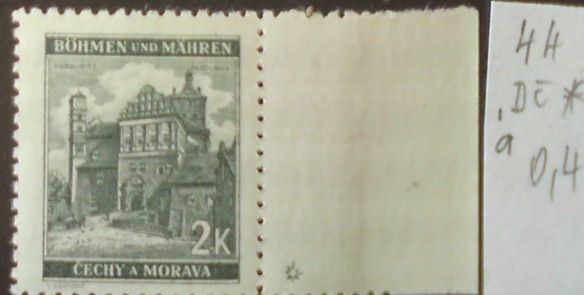 BÖHMEN UND MÄHREN
PARDUBITZ PARDUBICE
2K
ČECHY A MORAVA
44
DČ *
a
0,4